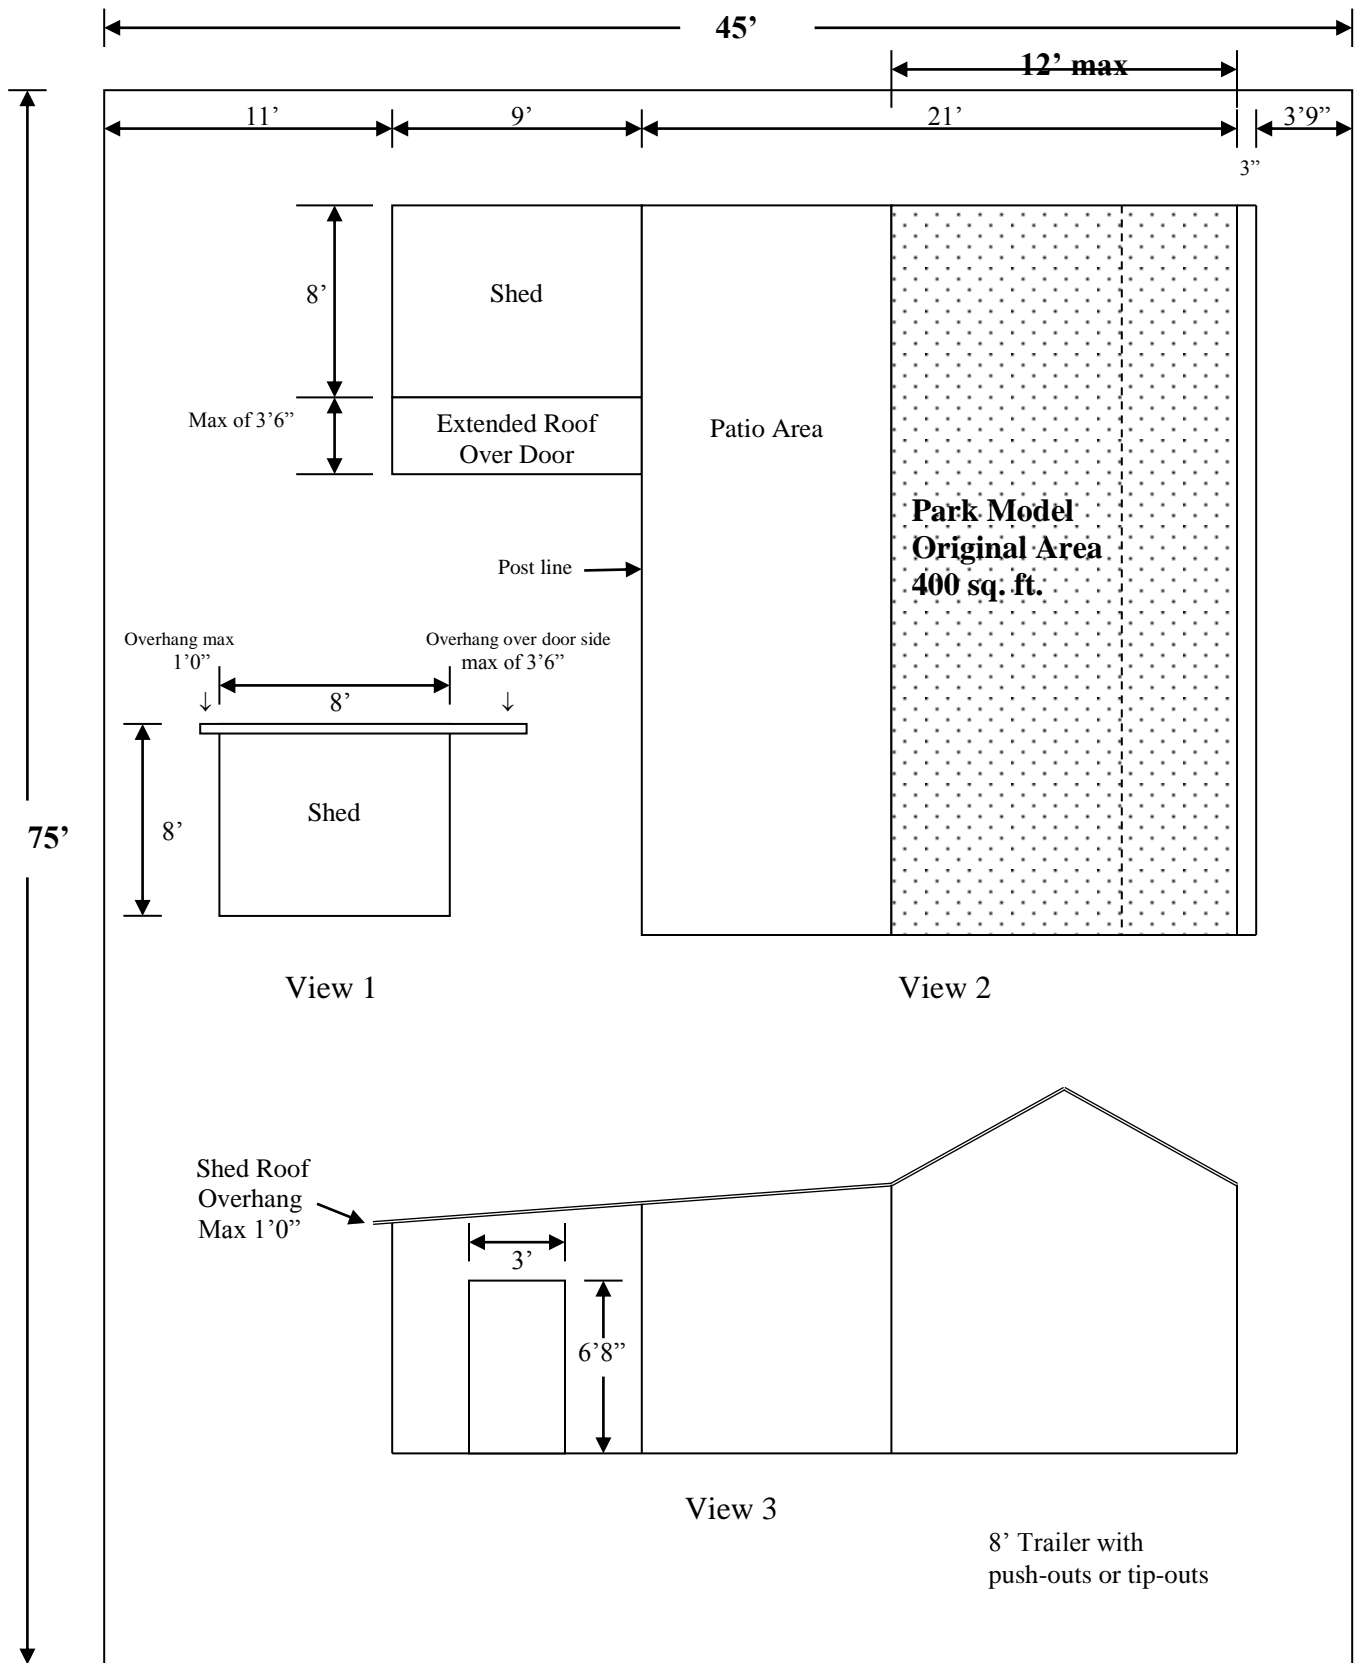 45’
12’ max
11’
9’
21’
3’9”
3”
8’
Shed
Max of 3’6”
Extended Roof
Over Door
Patio Area
Park Model
Original Area
400 sq. ft.
Post line
Overhang max
1’0”
Overhang over door side
max of 3’6”
↓
↓
8’
8’
Shed
75’
View 1
View 2
Shed Roof
Overhang
Max 1’0”
3’
6’8”
View 3
8’ Trailer with
push-outs or tip-outs